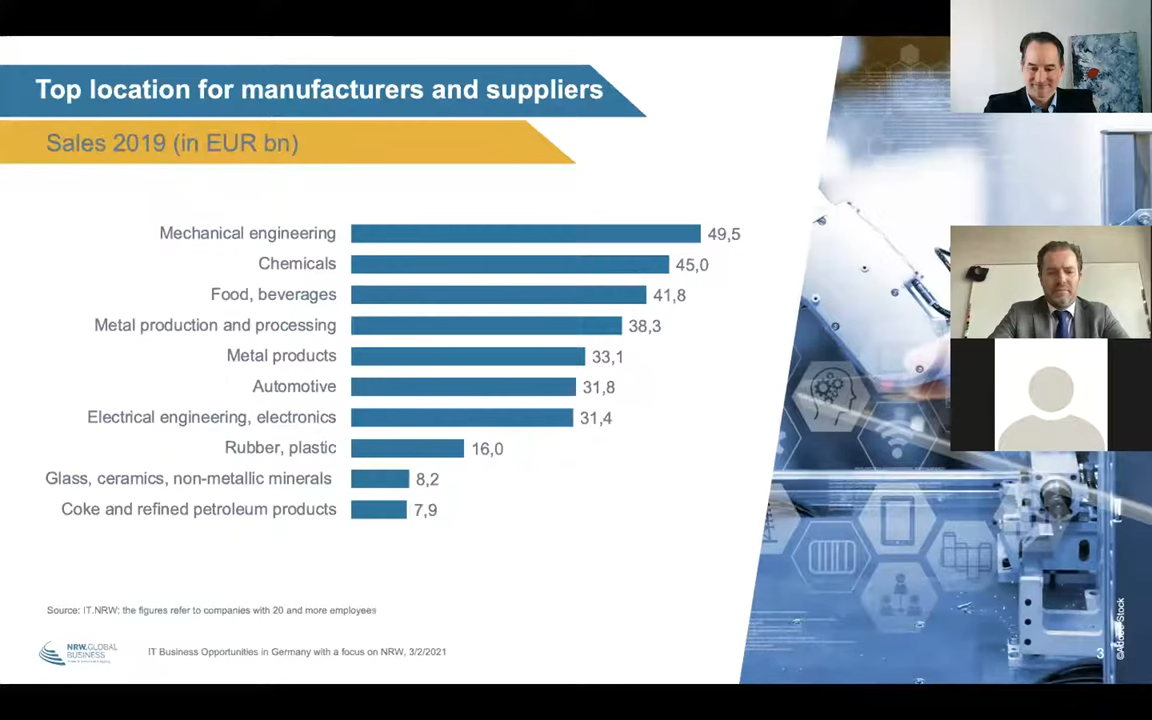 Top location for manufacturers and suppliers
Sales 2019 (in EUR bn)
Mechanical engineering 49,5
Chemicals 45,0
Food, beverages 41,8
Metal production and processing 38,3
Metal products 33,1
Automotive 31,8
Electrical engineering, electronics 31,4
Rubber, plastic 16,0
Glass, ceramics, non-metallic minerals 8,2
Coke and refined petroleum products 7,9
Source: IT.NRW: the figures refer to companies with 20 and more employees
NRW.GLOBAL
BUSINESS
IT Business Opportunities in Germany with a focus on NRW, 3/2/2021
3
©Adobe Stock